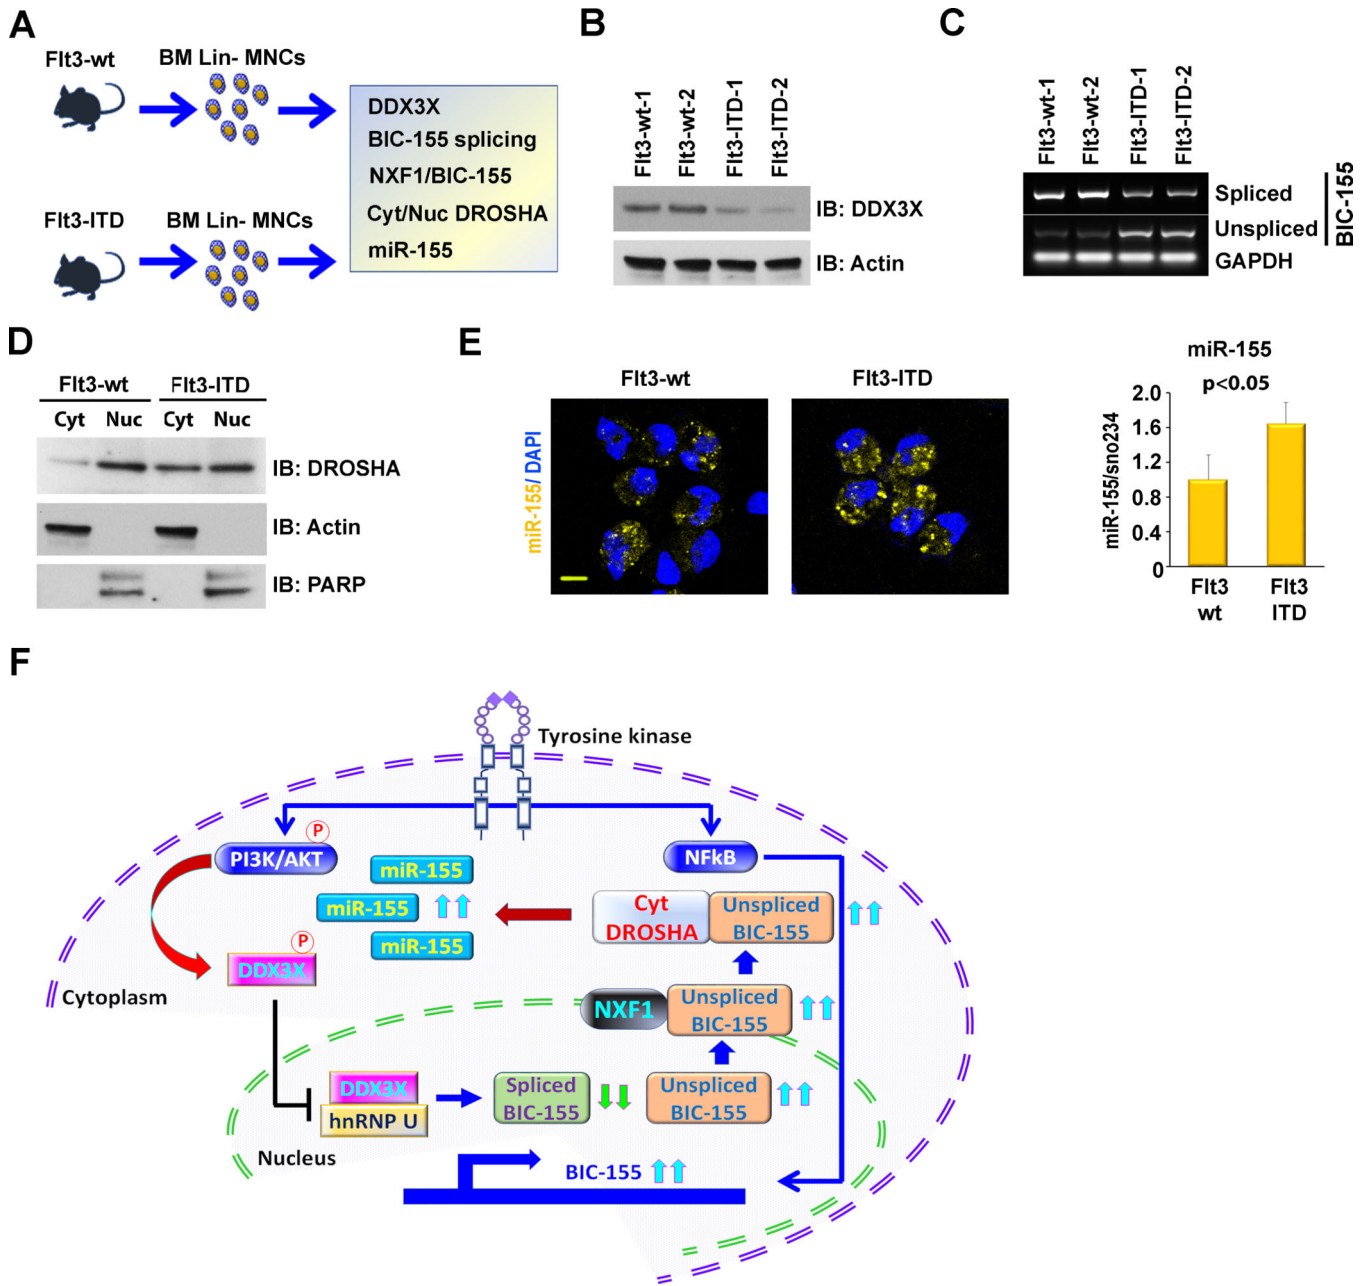 A
Flt3-wt
BM Lin- MNCs
Flt3-ITD
BM Lin- MNCs
DDX3X
BIC-155 splicing
NXF1/BIC-155
Cyt/Nuc DROSHA
miR-155
B
Flt3-wt-1
Flt3-wt-2
Flt3-ITD-1
Flt3-ITD-2
IB: DDX3X
IB: Actin
C
Flt3-wt-1
Flt3-wt-2
Flt3-ITD-1
Flt3-ITD-2
Spliced
Unspliced
GAPDH
BIC-155
D
Flt3-wt
Flt3-ITD
Cyt Nuc Cyt Nuc
IB: DROSHA
IB: Actin
IB: PARP
E
Flt3-wt
Flt3-ITD
miR-155/ DAPI
miR-155
p<0.05
miR-155/sno234
2.0
1.6
1.2
0.8
0.4
0
Flt3
wt
Flt3
ITD
F
Tyrosine kinase
P
PI3K/AKT
NFkB
miR-155
miR-155
miR-155
Cyt
DROSHA
Unspliced
BIC-155
P
DDX3X
Cytoplasm
NXF1
Unspliced
BIC-155
DDX3X
hnRNP U
Spliced
BIC-155
Unspliced
BIC-155
Nucleus
BIC-155